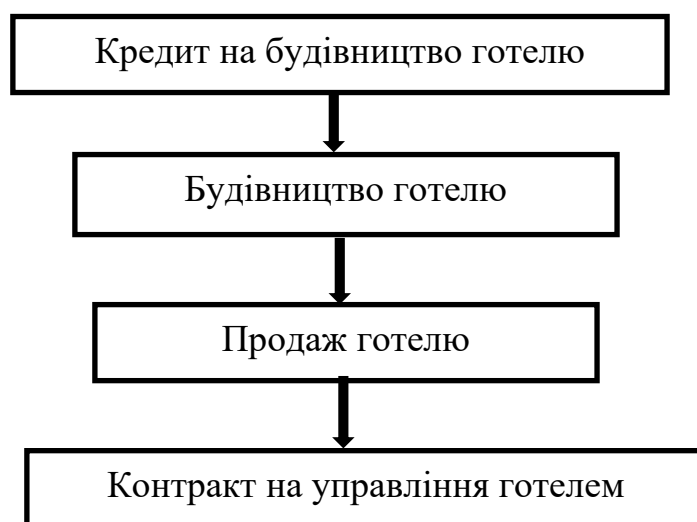 Кредит на будівництво готелю
Будівництво готелю
Продаж готелю
Контракт на управління готелем